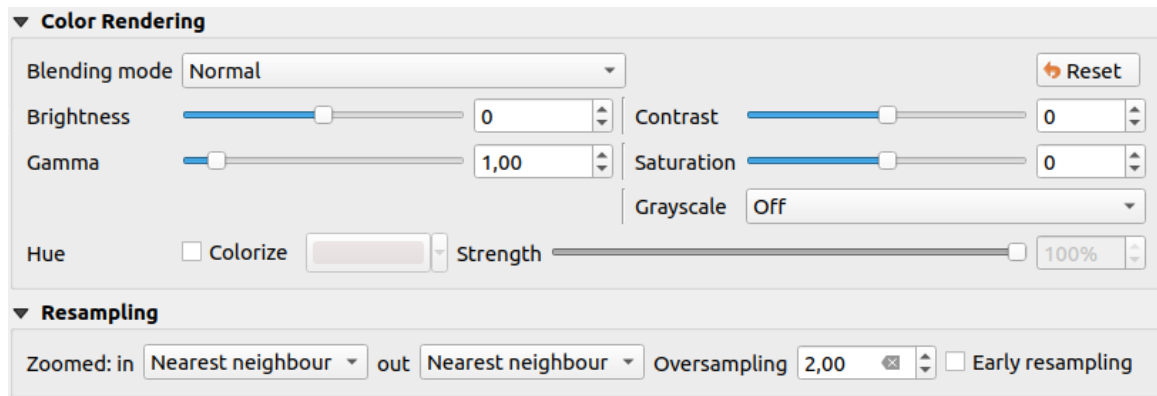 Color Rendering
Blending mode Normal Reset
Brightness 0 Contrast 0
Gamma 1,00 Saturation 0
Grayscale Off
Hue Colorize Strength 100%
Resampling
Zoomed: in Nearest neighbour out Nearest neighbour Oversampling 2,00 Early resampling